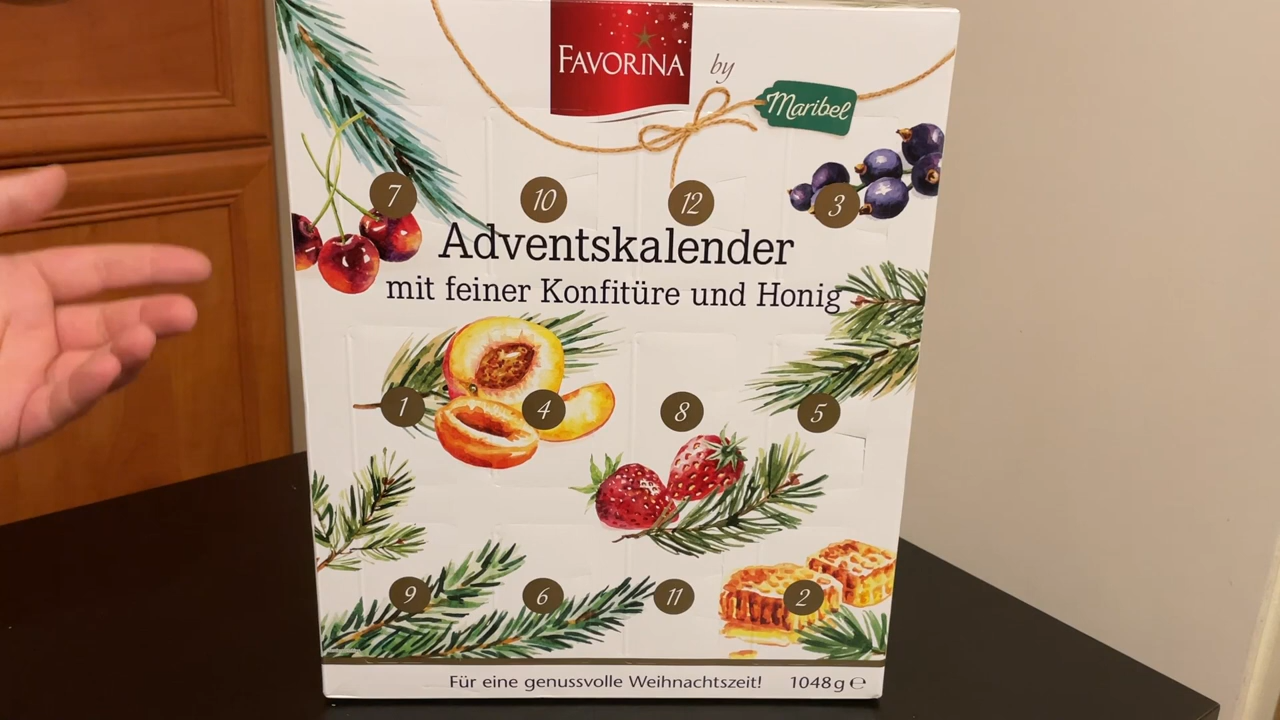 FAVORINA
by
Maribel
7
10
12
3
Adventskalender
mit feiner Konfitüre und Honig
1
4
8
5
9
6
11
2
Für eine genussvolle Weihnachtszeit! 1048g ℮